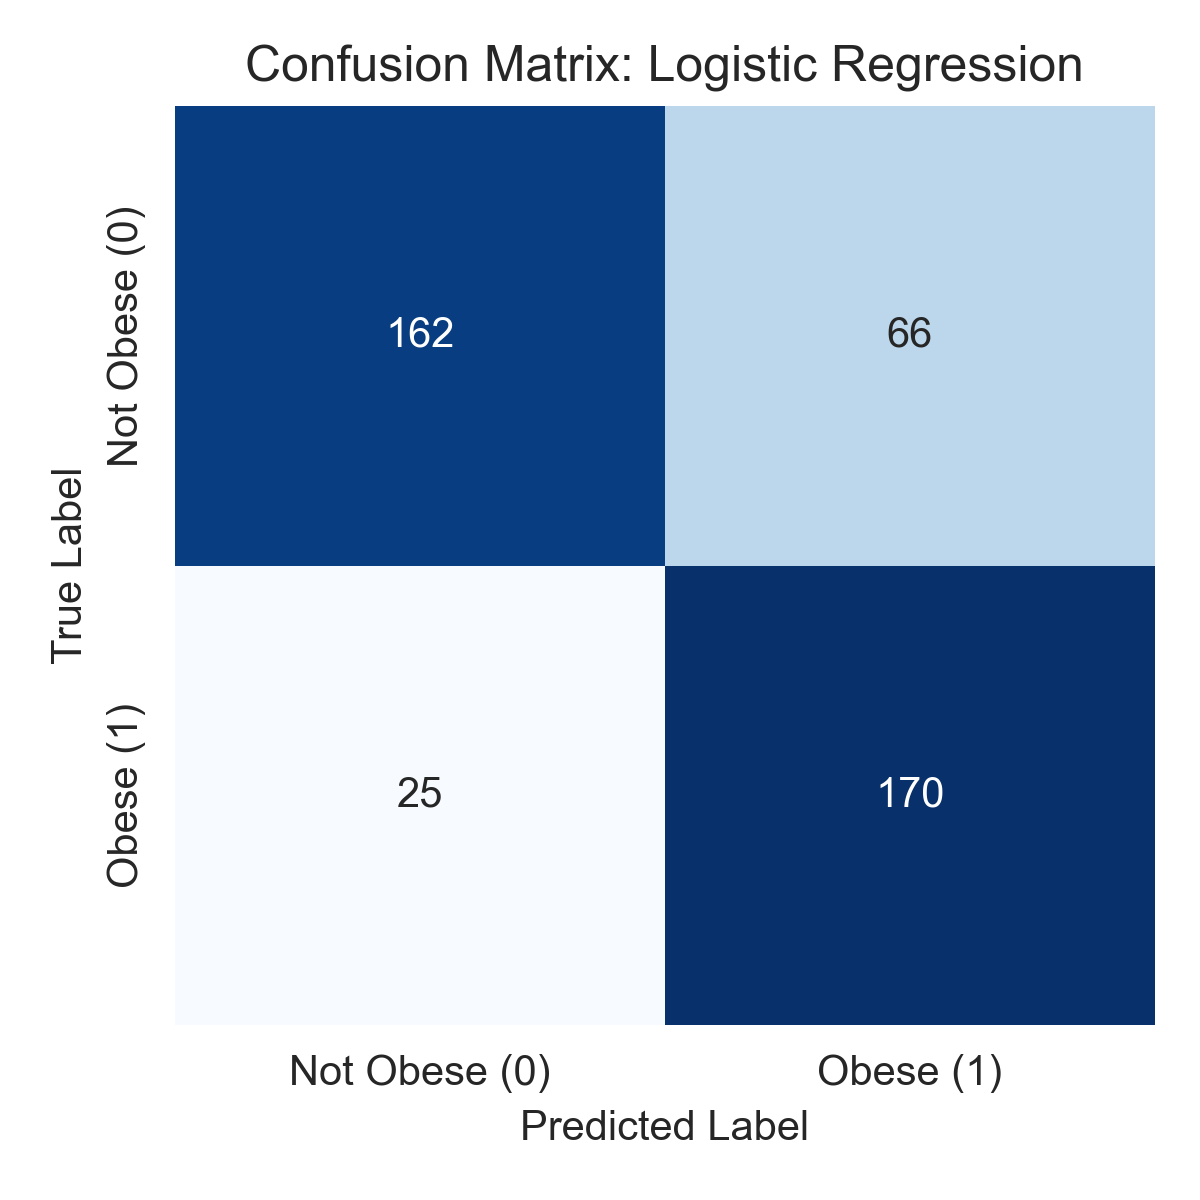 Confusion Matrix: Logistic Regression
True Label
Not Obese (0)
162
66
Obese (1)
25
170
Not Obese (0)
Obese (1)
Predicted Label